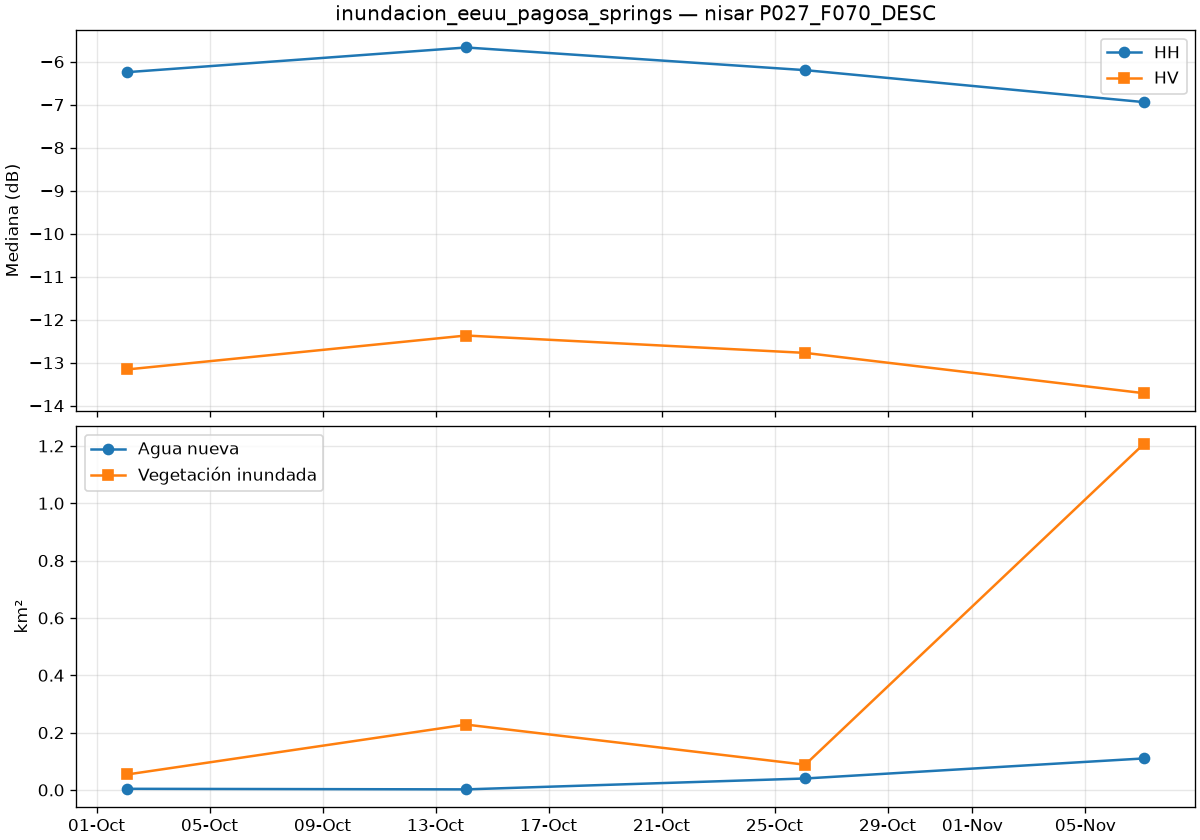 inundacion_eeuu_pagosa_springs — nisar P027_F070_DESC
HH
HV
Mediana (dB)
−6
−7
−8
−9
−10
−11
−12
−13
−14
Agua nueva
Vegetación inundada
km²
1.2
1.0
0.8
0.6
0.4
0.2
0.0
01-Oct 05-Oct 09-Oct 13-Oct 17-Oct 21-Oct 25-Oct 29-Oct 01-Nov 05-Nov